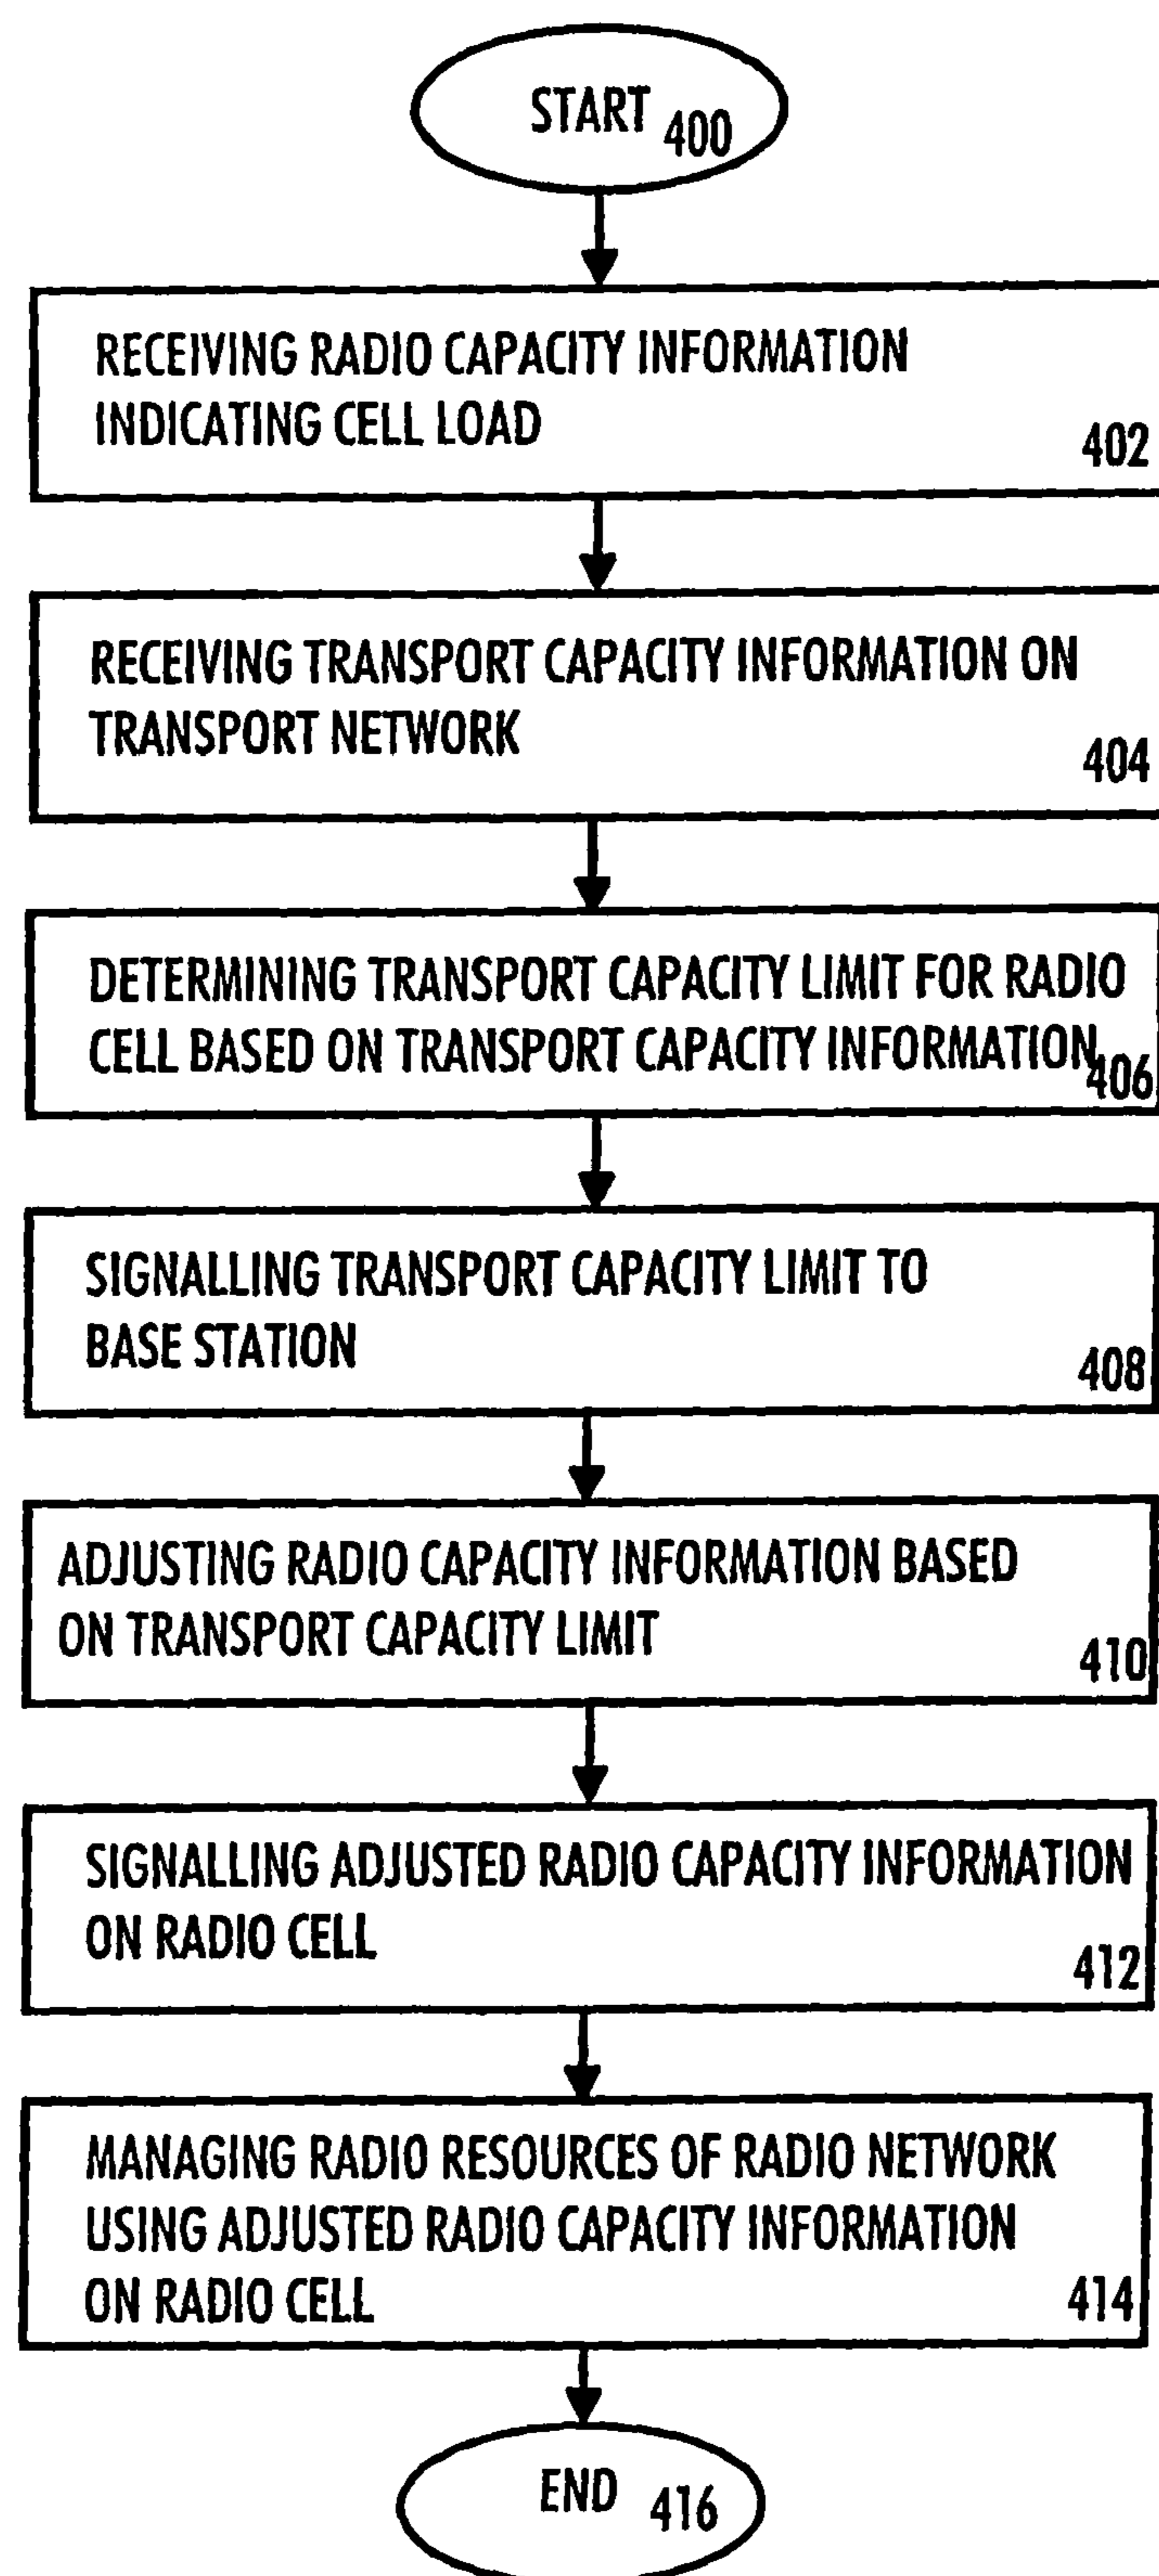 START 400
RECEIVING RADIO CAPACITY INFORMATION
INDICATING CELL LOAD
402
RECEIVING TRANSPORT CAPACITY INFORMATION ON
TRANSPORT NETWORK
404
DETERMINING TRANSPORT CAPACITY LIMIT FOR RADIO
CELL BASED ON TRANSPORT CAPACITY INFORMATION
406
SIGNALLING TRANSPORT CAPACITY LIMIT TO
BASE STATION
408
ADJUSTING RADIO CAPACITY INFORMATION BASED
ON TRANSPORT CAPACITY LIMIT
410
SIGNALLING ADJUSTED RADIO CAPACITY INFORMATION
ON RADIO CELL
412
MANAGING RADIO RESOURCES OF RADIO NETWORK
USING ADJUSTED RADIO CAPACITY INFORMATION
ON RADIO CELL
414
END 416